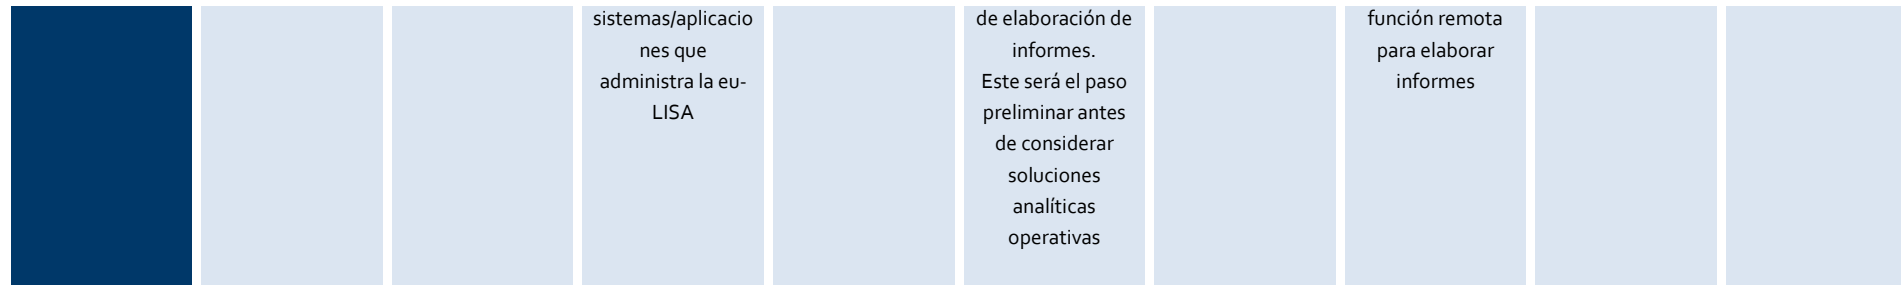 sistemas/aplicacio
nes que
administra la eu-
LISA
de elaboración de
informes.
Este será el paso
preliminar antes
de considerar
soluciones
analíticas
operativas
función remota
para elaborar
informes